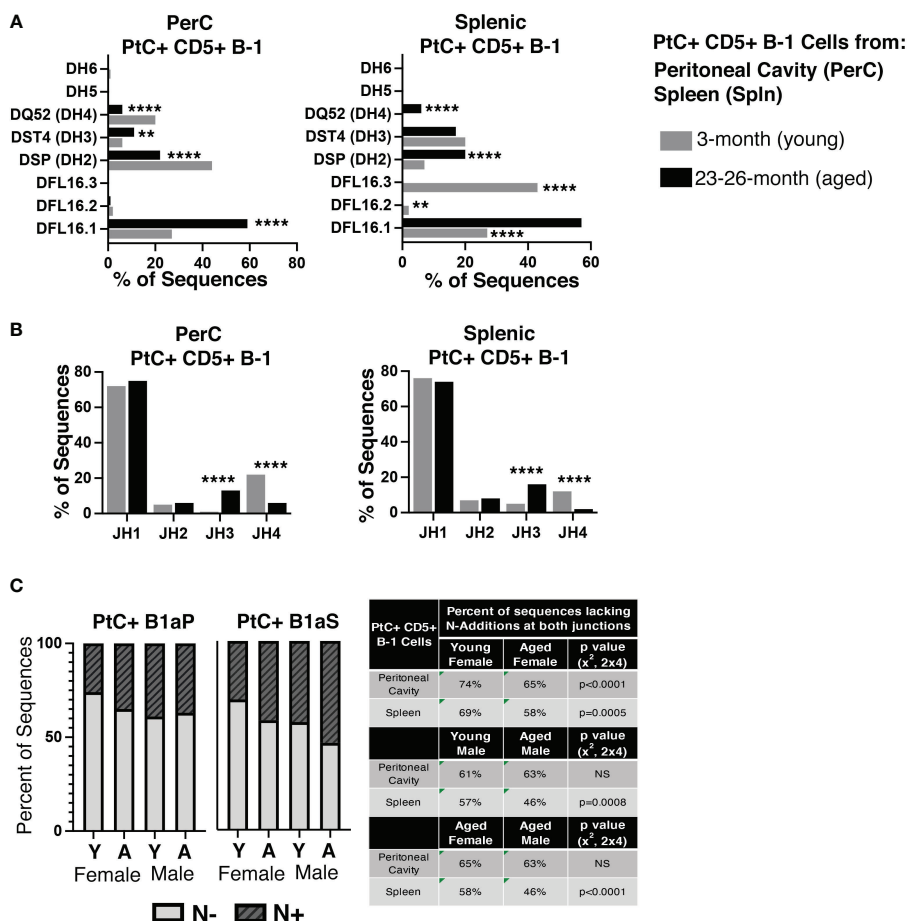 A
PerC
PtC+ CD5+ B-1
DH6
DH5
DQ52 (DH4)
DST4 (DH3)
DSP (DH2)
DFL16.3
DFL16.2
DFL16.1
****
**
****
****
0 20 40 60 80
% of Sequences
Splenic
PtC+ CD5+ B-1
DH6
DH5
DQ52 (DH4)
DST4 (DH3)
DSP (DH2)
DFL16.3
DFL16.2
DFL16.1
****
****
****
**
****
0 20 40 60
% of Sequences
PtC+ CD5+ B-1 Cells from:
Peritoneal Cavity (PerC)
Spleen (Spln)
3-month (young)
23-26-month (aged)
B
PerC
PtC+ CD5+ B-1
% of Sequences
80
60
40
20
0
**** ****
JH1 JH2 JH3 JH4
Splenic
PtC+ CD5+ B-1
% of Sequences
80
60
40
20
0
**** ****
JH1 JH2 JH3 JH4
C
PtC+ B1aP PtC+ B1aS
Percent of Sequences
100
50
0
Y A Y A Y A Y A
Female Male Female Male
N- N+
PtC+ CD5+ B-1 Cells
Percent of sequences lacking
N-Additions at both junctions
Young Female Aged Female p value (x², 2x4)
Peritoneal Cavity 74% 65% p<0.0001
Spleen 69% 58% p=0.0005
Young Male Aged Male p value (x², 2x4)
Peritoneal Cavity 61% 63% NS
Spleen 57% 46% p=0.0008
Aged Female Aged Male p value (x², 2x4)
Peritoneal Cavity 65% 63% NS
Spleen 58% 46% p<0.0001